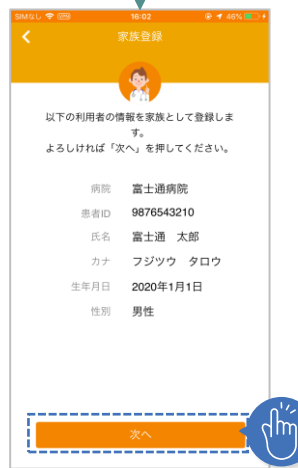 SIMなし 16:02 46%
家族登録
以下の利用者の情報を家族として登録しま
す。
よろしければ「次へ」を押してください。
病院 富士通病院
患者ID 9876543210
氏名 富士通 太郎
カナ フジツウ タロウ
生年月日 2020年1月1日
性別 男性
次へ